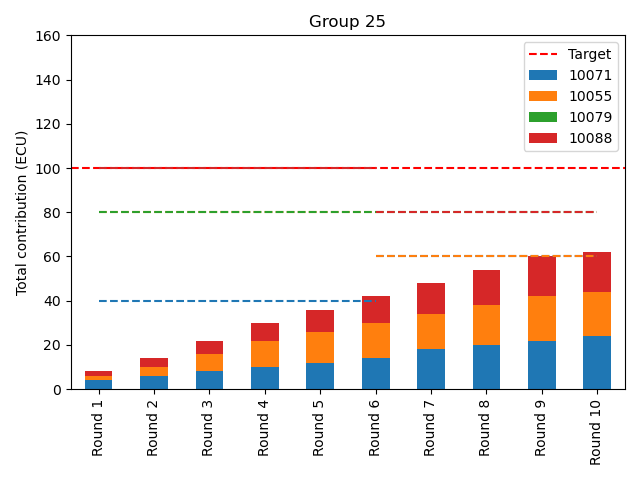 Group 25
Total contribution (ECU)
160
140
120
100
80
60
40
20
0
Target
10071
10055
10079
10088
Round 1
Round 2
Round 3
Round 4
Round 5
Round 6
Round 7
Round 8
Round 9
Round 10